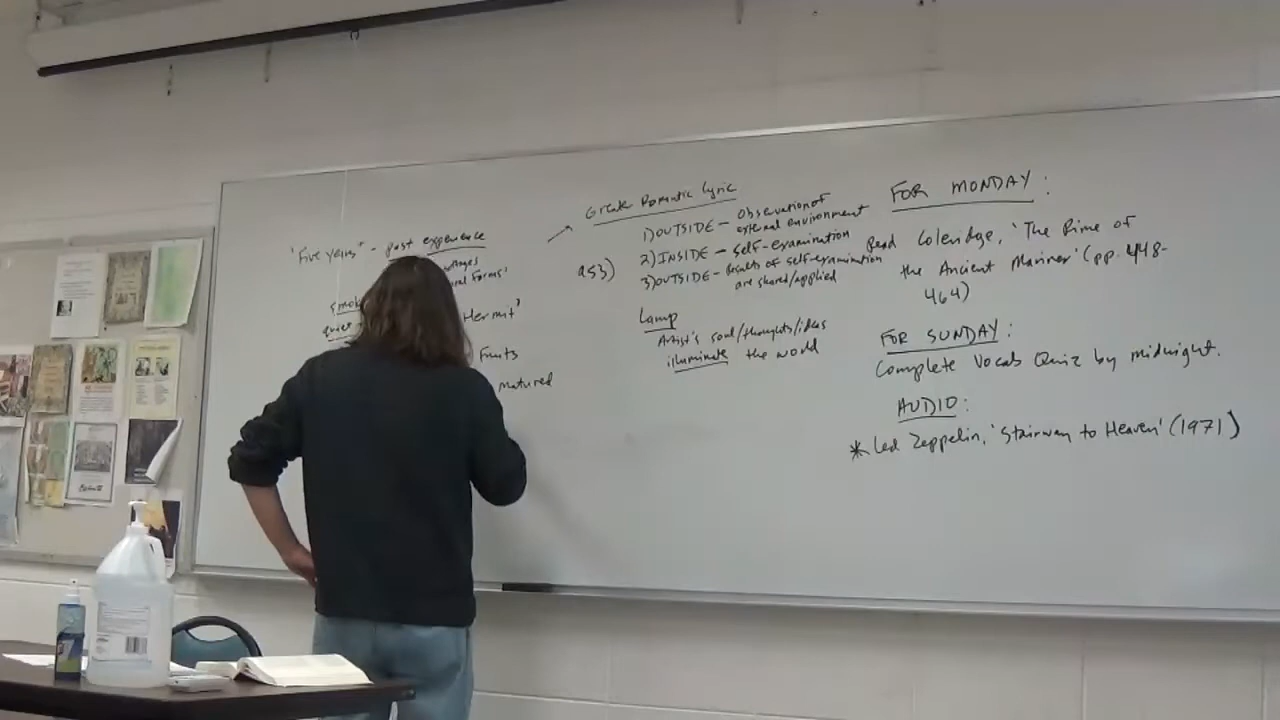 'Five years' - past experience
Hermit'
Fruits
matured
Greater Romantic Lyric
1) OUTSIDE - Observation of
external environment
2) INSIDE - self-examination
3) OUTSIDE - Results of self-examination
are shared/applied
Lamp
Artist's soul/thoughts/ideas
illuminate the world
FOR MONDAY:
Read Coleridge, 'The Rime of
the Ancient Mariner' (pp. 448-
464)
FOR SUNDAY:
Complete Vocab Quiz by midnight.
AUDIO:
* Led Zeppelin, 'Stairway to Heaven' (1971)